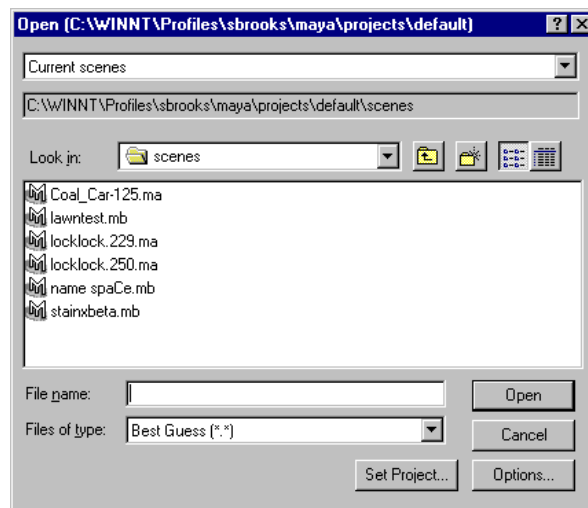 Open (C:\WINNT\Profiles\sbrooks\maya\projects\default)
Current scenes
C:\WINNT\Profiles\sbrooks\maya\projects\default\scenes
Look in: scenes
Coal_Car-125.ma
lawntest.mb
locklock.229.ma
locklock.250.ma
name spaCe.mb
stainxbeta.mb
File name: Open
Files of type: Best Guess (*.*) Cancel
Set Project... Options...